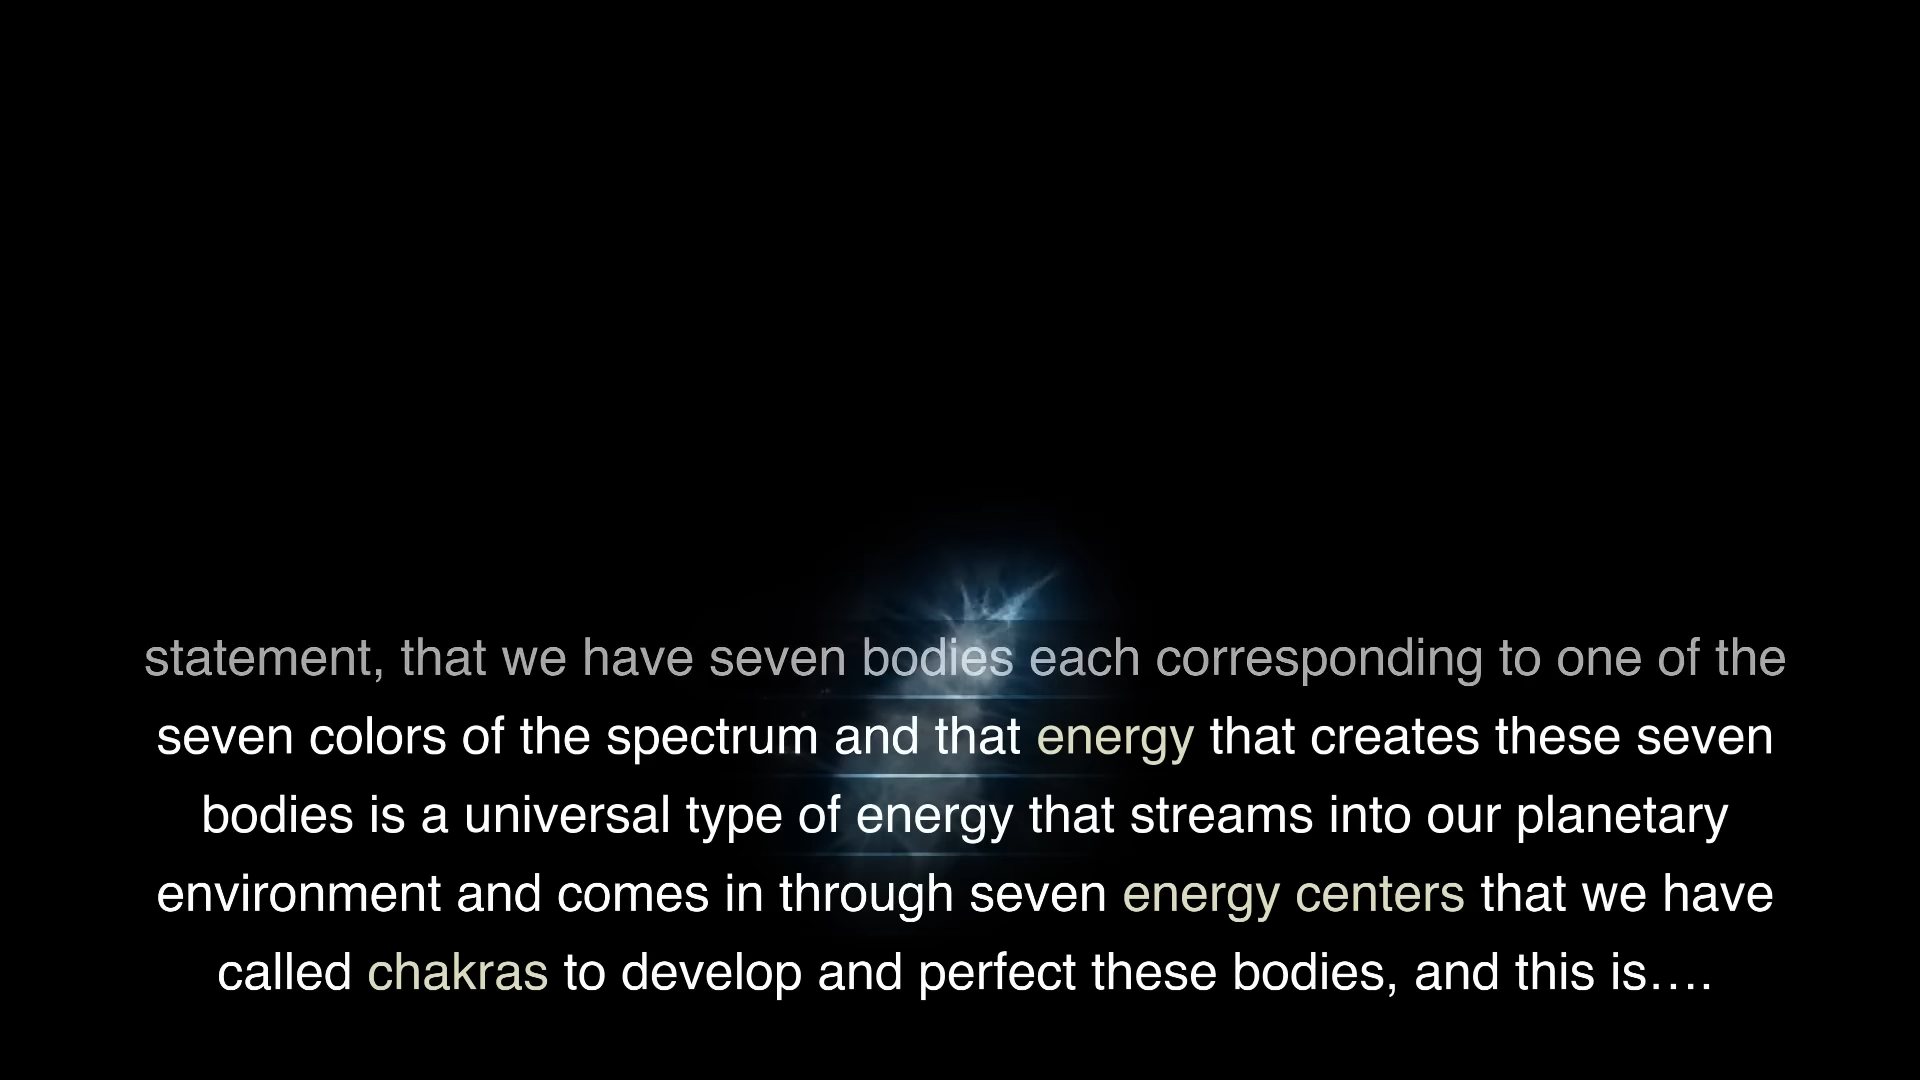 statement, that we have seven bodies each corresponding to one of the
seven colors of the spectrum and that energy that creates these seven
bodies is a universal type of energy that streams into our planetary
environment and comes in through seven energy centers that we have
called chakras to develop and perfect these bodies, and this is….